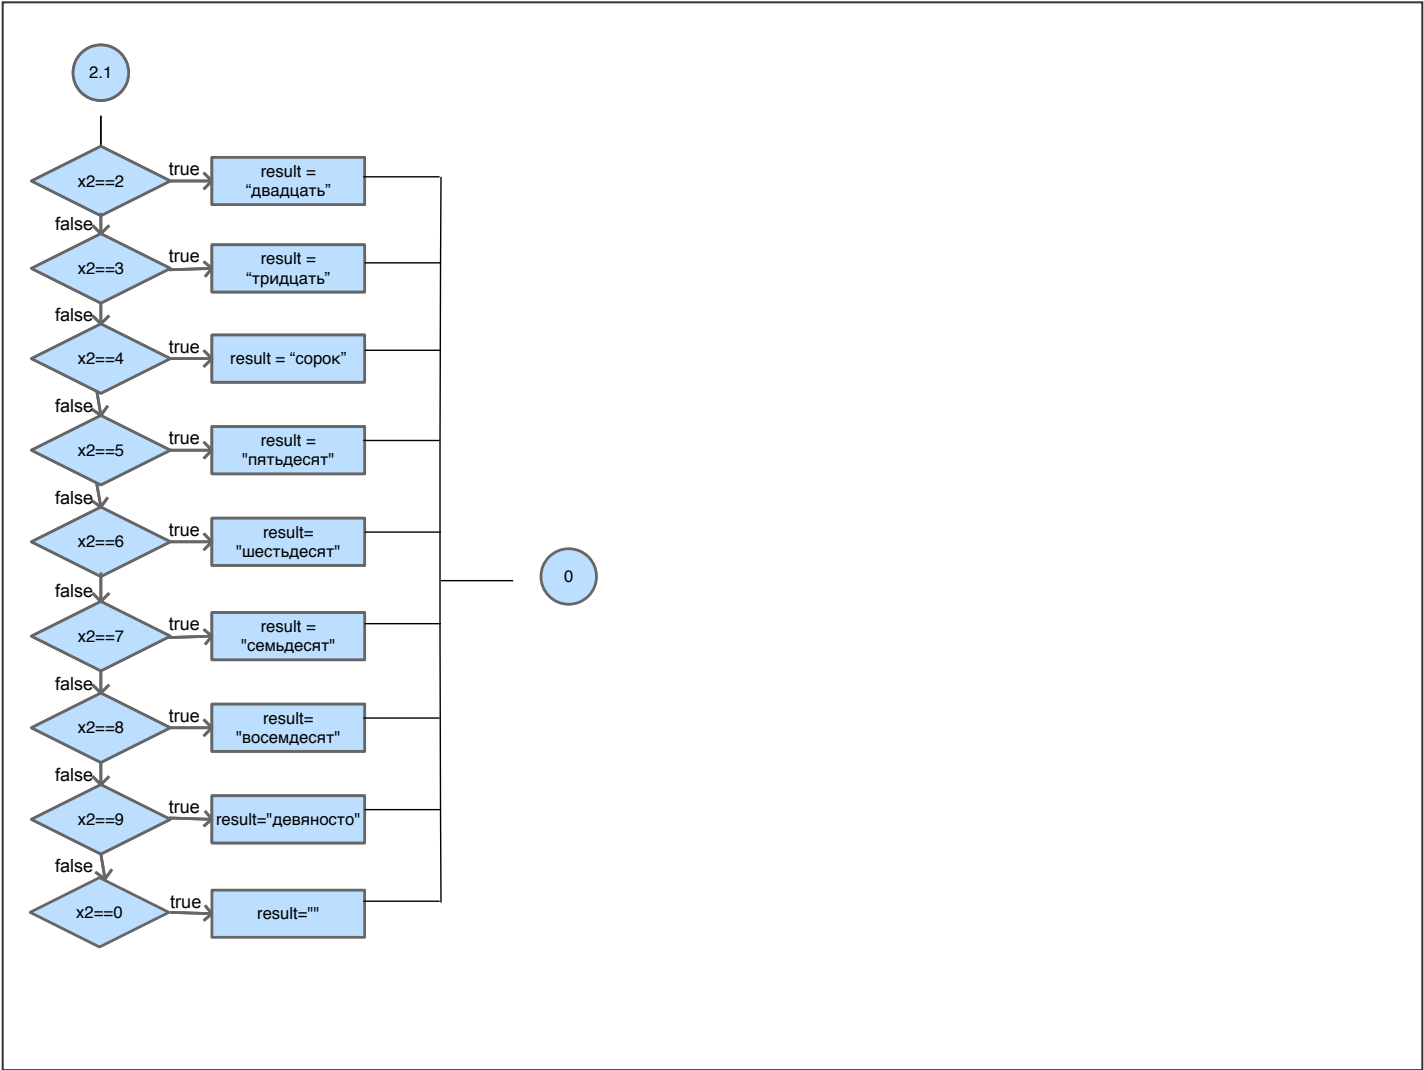 2.1
x2==2
true
result =
“двадцать”
false
x2==3
true
result =
“тридцать”
false
x2==4
true
result = “сорок”
false
x2==5
true
result =
"пятьдесят"
false
x2==6
true
result=
"шестьдесят"
0
false
x2==7
true
result =
"семьдесят"
false
x2==8
true
result=
"восемдесят"
false
x2==9
true
result="девяносто"
false
x2==0
true
result=""